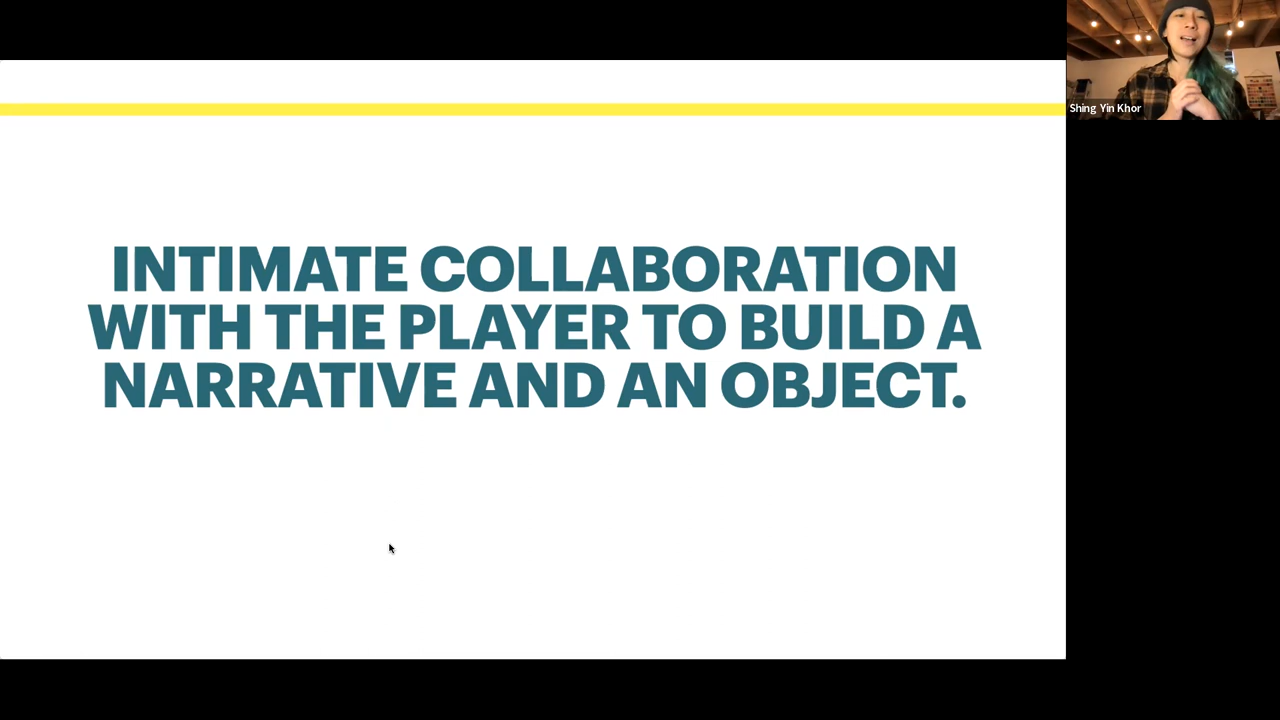 INTIMATE COLLABORATION
WITH THE PLAYER TO BUILD A
NARRATIVE AND AN OBJECT.
Shing Yin Khor